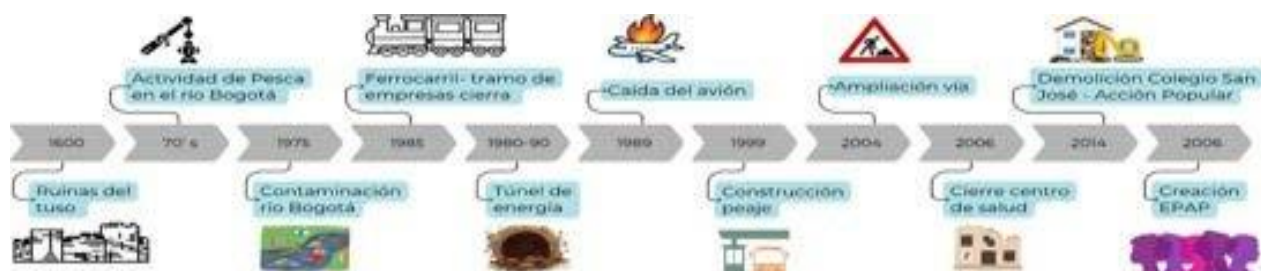 Actividad de Pesca
en el río Bogotá
Ferrocarril- tramo de
empresas cierra
Caída del avión
Ampliación vía
Demolición Colegio San
José - Acción Popular
1600
70's
1975
1985
1980-90
1989
1999
2004
2006
2014
2006
Ruinas del
tuso
Contaminación
río Bogotá
Túnel de
energía
Construcción
peaje
Cierre centro
de salud
Creación
EPAP